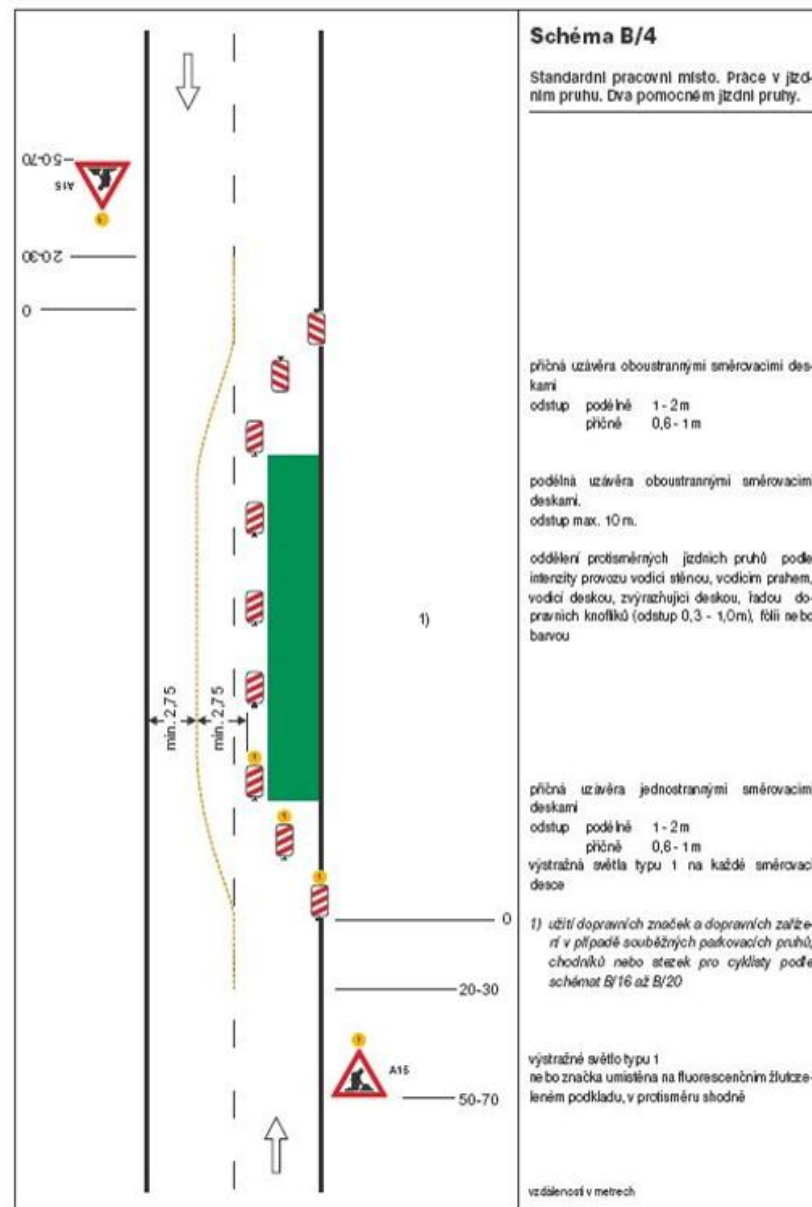 Schéma B/4
Standardní pracovní místo. Práce v jízd-
ním pruhu. Dva pomocném jízdní pruhy.
50-70
A15
1
20-30
0
příčná uzávěra oboustrannými směrovacími des-
kami
odstup podélně 1 - 2 m
příčně 0,6 - 1 m
podélná uzávěra oboustrannými směrovacím
deskami.
odstup max. 10 m.
oddělení protisměrných jízdních pruhů podle
intenzity provozu vodicí stěnou, vodicím prahem,
vodicí deskou, zvýrazňující deskou, řadou do-
pravních knoflíků (odstup 0,3 - 1,0m), fólií nebo
barvou
1)
min. 2,75
min. 2,75
1
1
1
příčná uzávěra jednostrannými směrovacím
deskami
odstup podélně 1 - 2 m
příčně 0,6 - 1 m
výstražná světla typu 1 na každé směrovací
desce
0
1) užití dopravních značek a dopravních zaříze-
ní v případě souběžných parkovacích pruhů,
chodníků nebo stezek pro cyklisty podle
schémat B/16 až B/20
20-30
1
A15
50-70
výstražné světlo typu 1
nebo značka umístěna na fluorescenčním žlutoze-
leném podkladu, v protisměru shodně
vzdálenosti v metrech